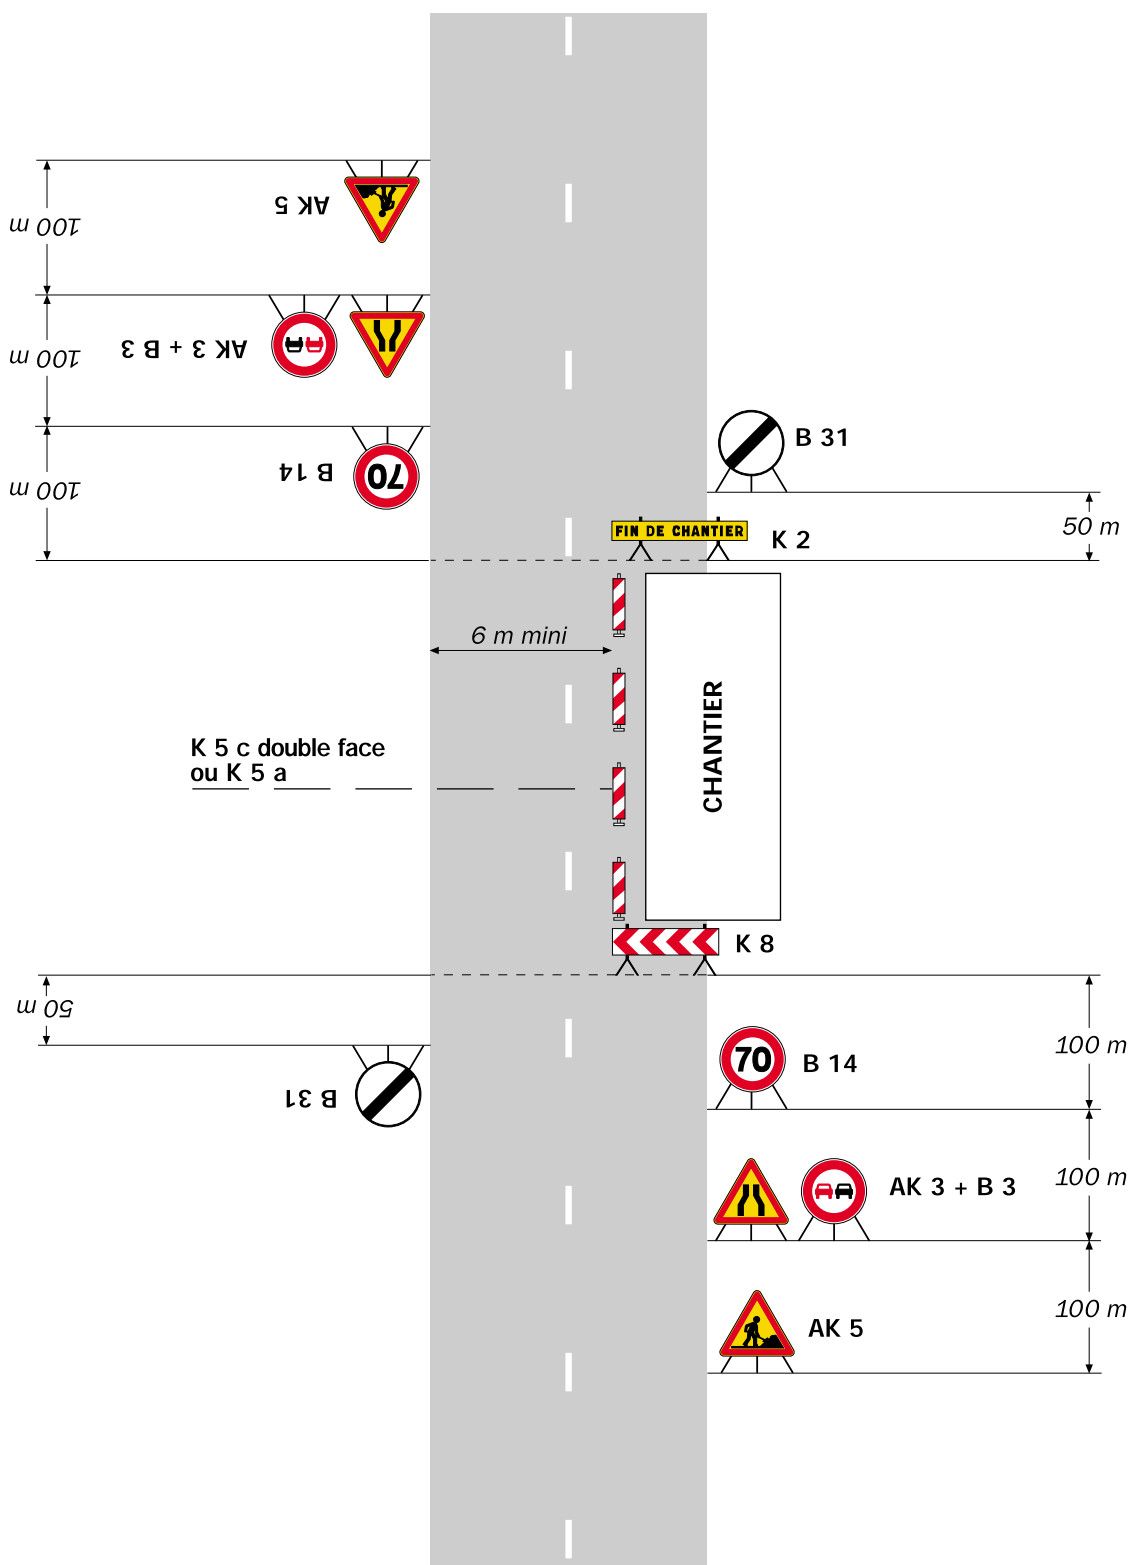 AK 5
100 m
AK 3 + B 3
100 m
B 14
70
100 m
B 31
50 m
FIN DE CHANTIER
K 2
6 m mini
CHANTIER
K 5 c double face
ou K 5 a
K 8
50 m
B 31
70
B 14
100 m
AK 3 + B 3
100 m
AK 5
100 m